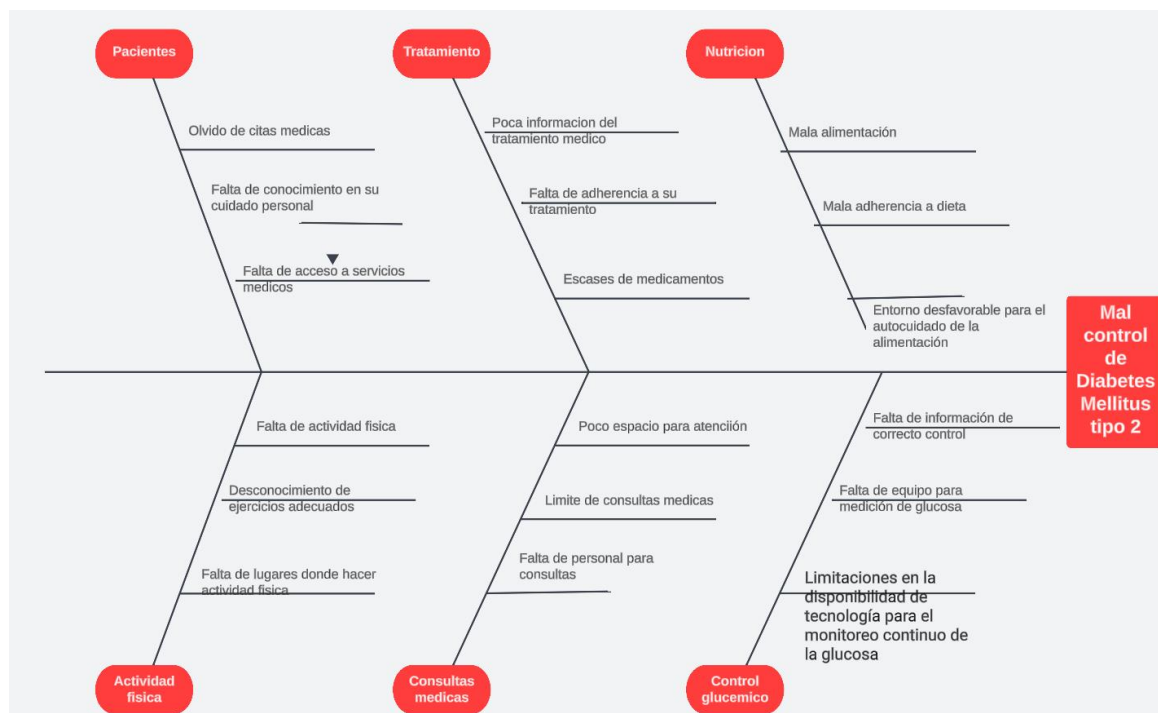 Pacientes
Tratamiento
Nutricion
Olvido de citas medicas
Falta de conocimiento en su
cuidado personal
Falta de acceso a servicios
medicos
Poca informacion del
tratamiento medico
Falta de adherencia a su
tratamiento
Escases de medicamentos
Mala alimentación
Mala adherencia a dieta
Entorno desfavorable para el
autocuidado de la
alimentación
Mal
control
de
Diabetes
Mellitus
tipo 2
Falta de actividad fisica
Desconocimiento de
ejercicios adecuados
Falta de lugares donde hacer
actividad fisica
Poco espacio para atenciión
Limite de consultas medicas
Falta de personal para
consultas
Falta de información de
correcto control
Falta de equipo para
medición de glucosa
Limitaciones en la
disponibilidad de
tecnología para el
monitoreo continuo de
la glucosa
Actividad
fisica
Consultas
medicas
Control
glucemico